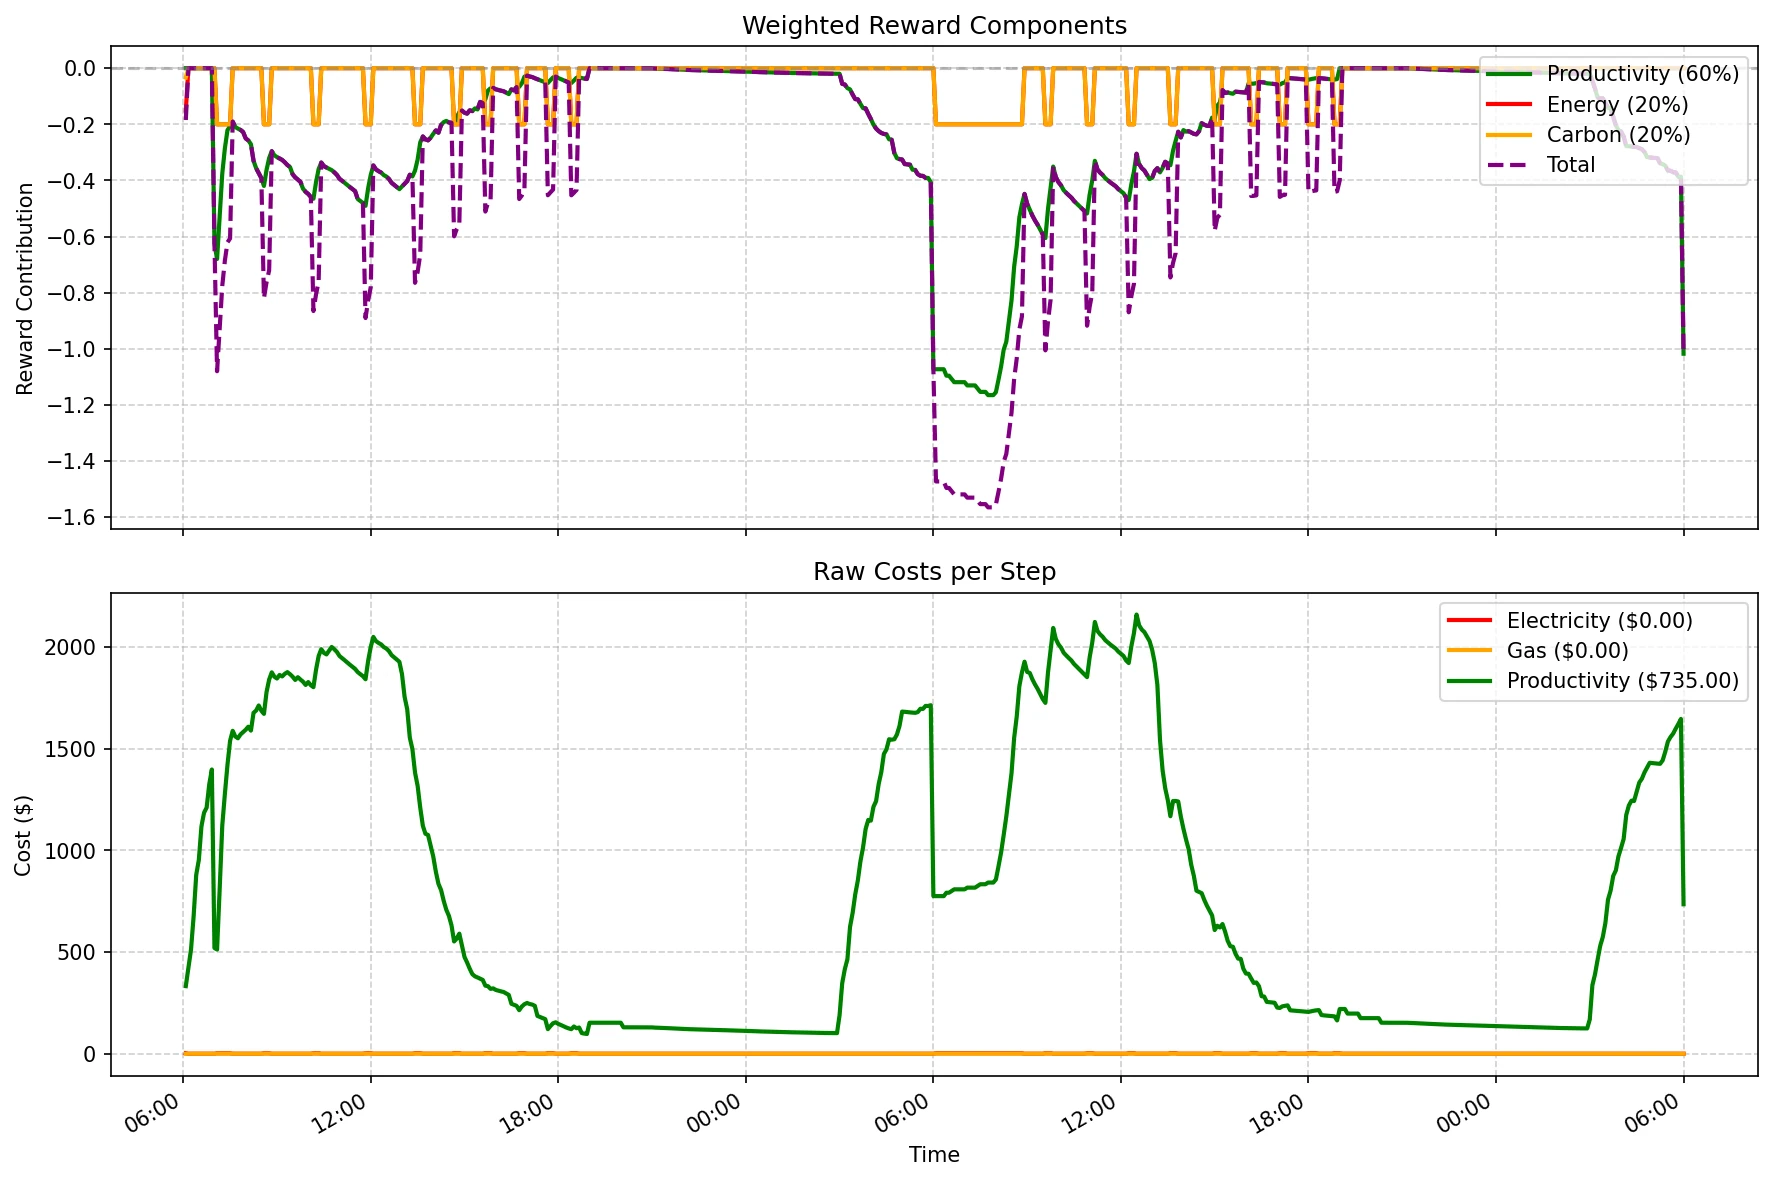 Weighted Reward Components
Reward Contribution
0.0
−0.2
−0.4
−0.6
−0.8
−1.0
−1.2
−1.4
−1.6
Productivity (60%)
Energy (20%)
Carbon (20%)
Total
Raw Costs per Step
Cost ($)
2000
1500
1000
500
0
Electricity ($0.00)
Gas ($0.00)
Productivity ($735.00)
06:00
12:00
18:00
00:00
06:00
12:00
18:00
00:00
06:00
Time